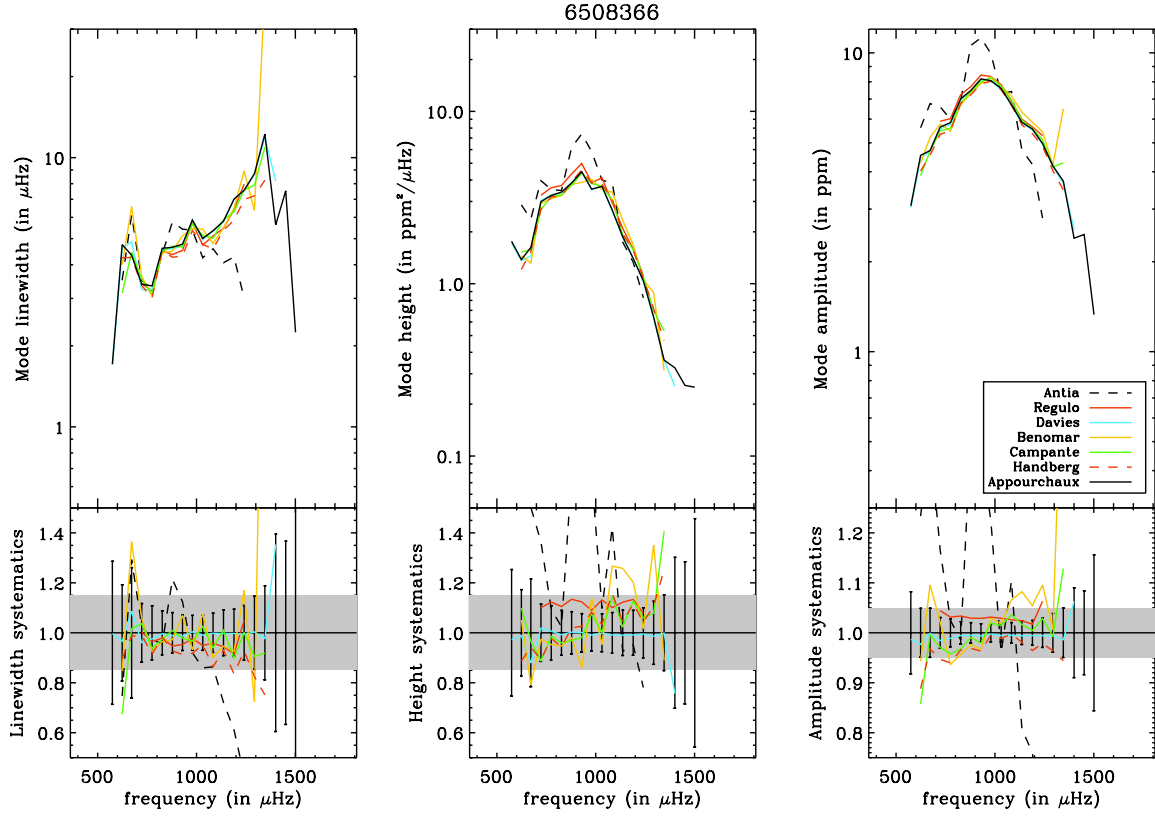 6508366
Mode linewidth (in μHz)
10
1
Mode height (in ppm²/μHz)
10.0
1.0
0.1
Mode amplitude (in ppm)
10
1
Antia
Regulo
Davies
Benomar
Campante
Handberg
Appourchaux
Linewidth systematics
1.4
1.2
1.0
0.8
0.6
500 1000 1500
frequency (in μHz)
Height systematics
1.4
1.2
1.0
0.8
0.6
500 1000 1500
frequency (in μHz)
Amplitude systematics
1.2
1.1
1.0
0.9
0.8
500 1000 1500
frequency (in μHz)